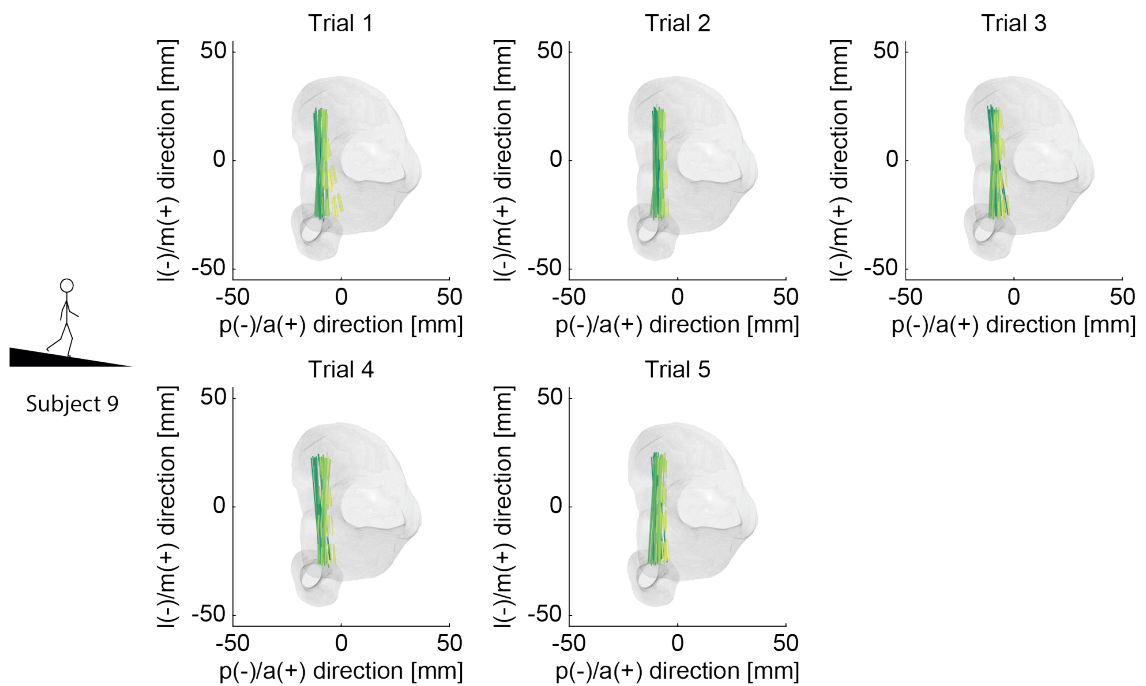 Trial 1
Trial 2
Trial 3
l(-)/m(+) direction [mm]
50
0
-50
-50
0
50
p(-)/a(+) direction [mm]
l(-)/m(+) direction [mm]
50
0
-50
-50
0
50
p(-)/a(+) direction [mm]
l(-)/m(+) direction [mm]
50
0
-50
-50
0
50
p(-)/a(+) direction [mm]
Subject 9
Trial 4
Trial 5
l(-)/m(+) direction [mm]
50
0
-50
-50
0
50
p(-)/a(+) direction [mm]
l(-)/m(+) direction [mm]
50
0
-50
-50
0
50
p(-)/a(+) direction [mm]